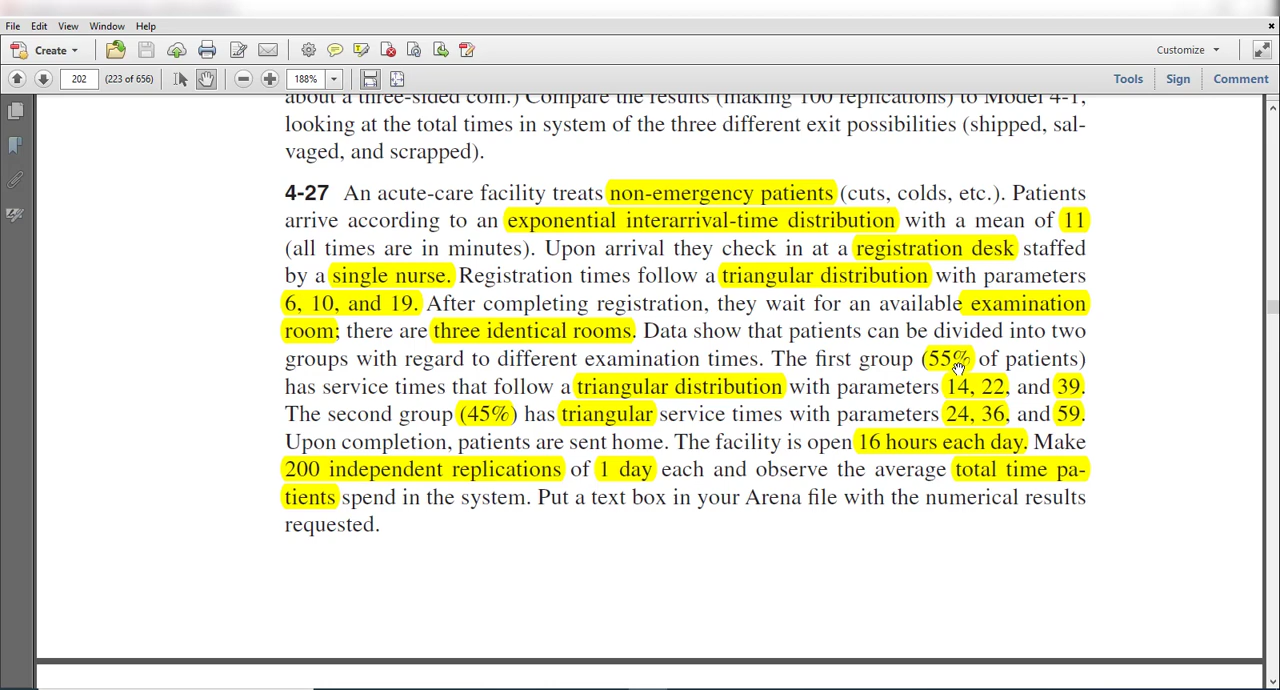 File Edit View Window Help
Create
Customize
202 (223 of 656) 188% Tools Sign Comment
about a three-sided coin.) Compare the results (making 100 replications) to Model 4-1,
looking at the total times in system of the three different exit possibilities (shipped, sal-
vaged, and scrapped).
4-27 An acute-care facility treats non-emergency patients (cuts, colds, etc.). Patients
arrive according to an exponential interarrival-time distribution with a mean of 11
(all times are in minutes). Upon arrival they check in at a registration desk staffed
by a single nurse. Registration times follow a triangular distribution with parameters
6, 10, and 19. After completing registration, they wait for an available examination
room; there are three identical rooms. Data show that patients can be divided into two
groups with regard to different examination times. The first group (55% of patients)
has service times that follow a triangular distribution with parameters 14, 22, and 39.
The second group (45%) has triangular service times with parameters 24, 36, and 59.
Upon completion, patients are sent home. The facility is open 16 hours each day. Make
200 independent replications of 1 day each and observe the average total time pa-
tients spend in the system. Put a text box in your Arena file with the numerical results
requested.